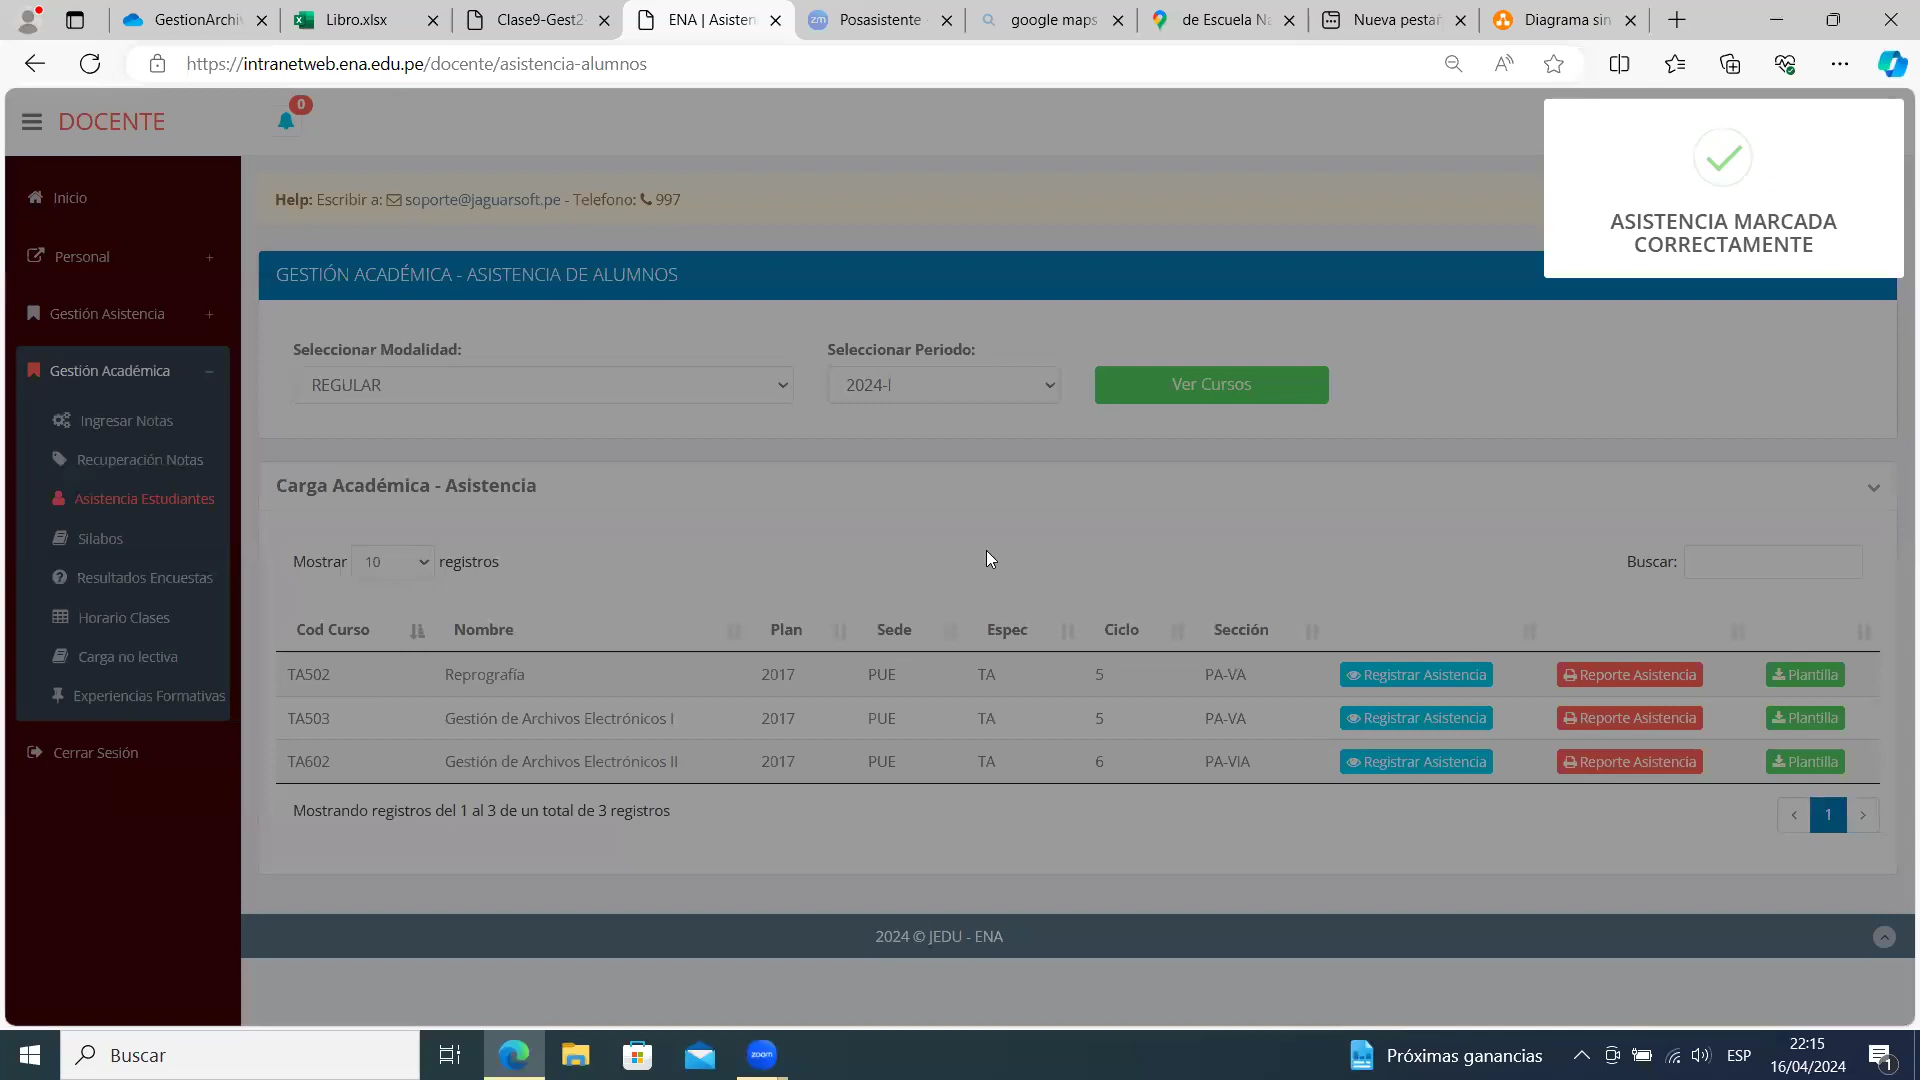 GestionArchi
Libro.xlsx
Clase9-Gest2
ENA | Asisten
Posasistente
google maps
de Escuela Na
Nueva pestañ
Diagrama sin
https://intranetweb.ena.edu.pe/docente/asistencia-alumnos
DOCENTE
0
ASISTENCIA MARCADA
CORRECTAMENTE
Inicio
Personal +
Gestión Asistencia +
Gestión Académica –
Ingresar Notas
Recuperación Notas
Asistencia Estudiantes
Silabos
Resultados Encuestas
Horario Clases
Carga no lectiva
Experiencias Formativas
Cerrar Sesión
Help: Escribir a: soporte@jaguarsoft.pe - Telefono: 997
GESTIÓN ACADÉMICA - ASISTENCIA DE ALUMNOS
Seleccionar Modalidad: Seleccionar Periodo:
REGULAR 2024-I Ver Cursos
Carga Académica - Asistencia
Mostrar 10 registros Buscar:
Cod Curso Nombre Plan Sede Espec Ciclo Sección
TA502 Reprografía 2017 PUE TA 5 PA-VA Registrar Asistencia Reporte Asistencia Plantilla
TA503 Gestión de Archivos Electrónicos I 2017 PUE TA 5 PA-VA Registrar Asistencia Reporte Asistencia Plantilla
TA602 Gestión de Archivos Electrónicos II 2017 PUE TA 6 PA-VIA Registrar Asistencia Reporte Asistencia Plantilla
Mostrando registros del 1 al 3 de un total de 3 registros
‹ 1 ›
2024 © JEDU - ENA
Buscar
zoom
Próximas ganancias
ESP
22:15
16/04/2024
1